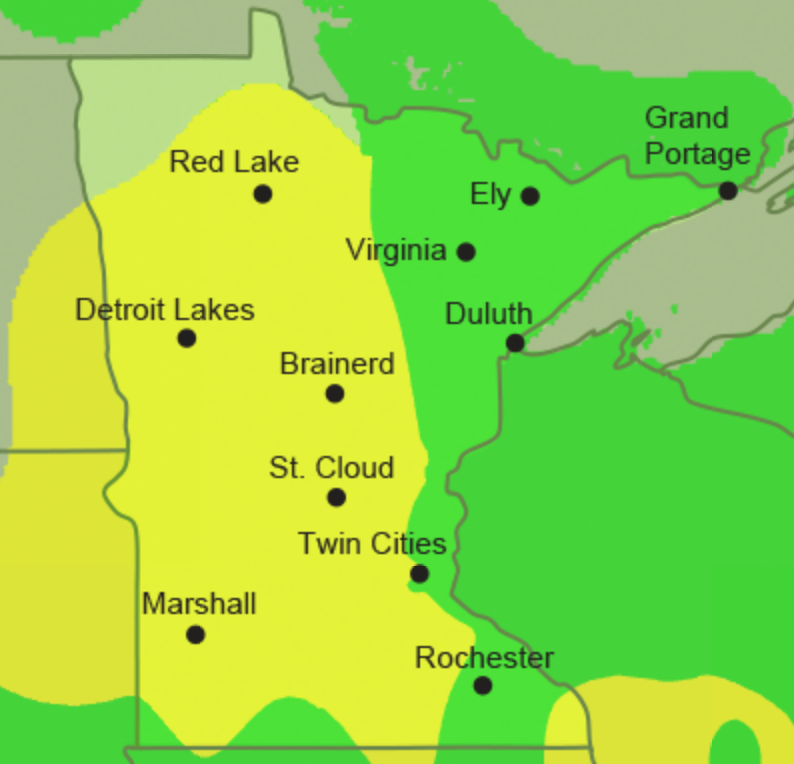 Grand
Portage
Red Lake
Ely
Virginia
Detroit Lakes
Duluth
Brainerd
St. Cloud
Twin Cities
Marshall
Rochester